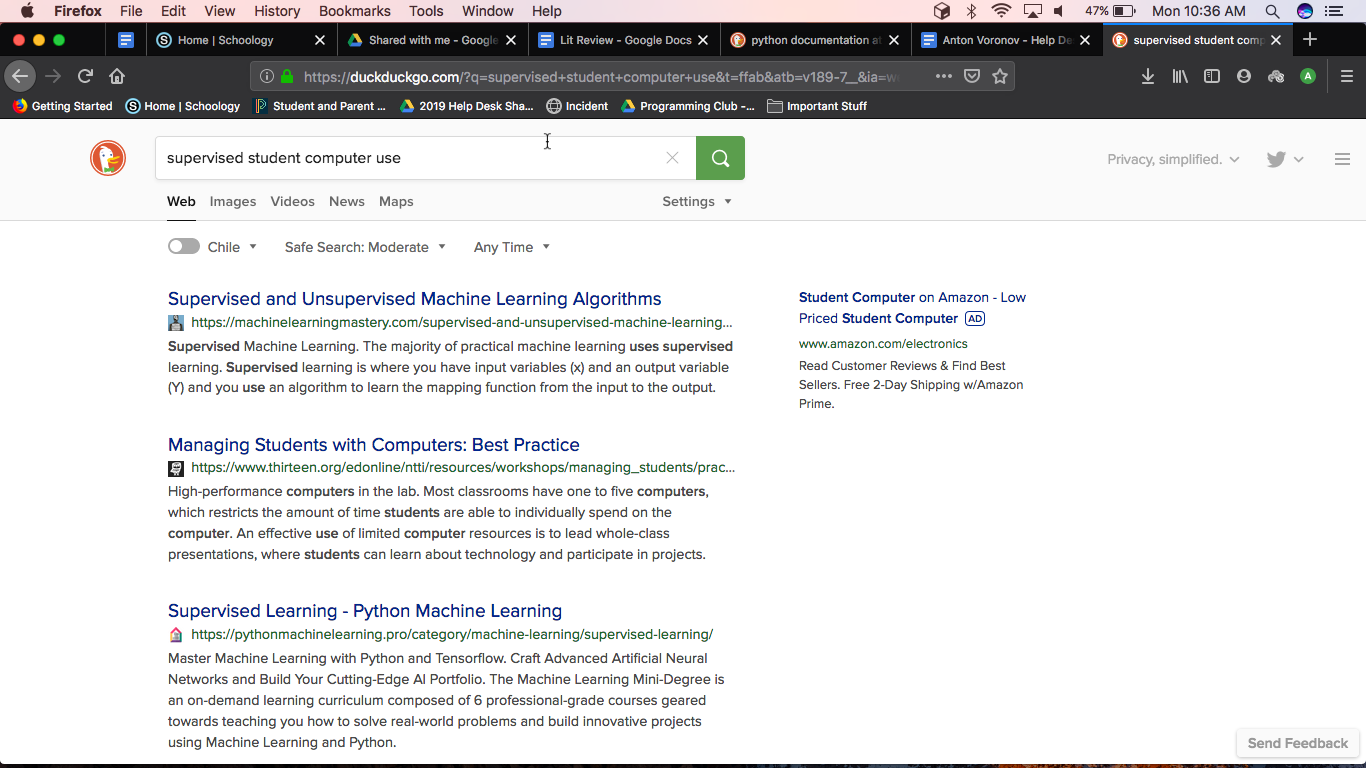 Firefox File Edit View History Bookmarks Tools Window Help 47% Mon 10:36 AM
Home | Schoology Shared with me - Google Lit Review - Google Docs python documentation at Anton Voronov - Help De supervised student comp
https://duckduckgo.com/?q=supervised+student+computer+use&t=ffab&atb=v189-7__&ia=w
Getting Started Home | Schoology Student and Parent ... 2019 Help Desk Sha... Incident Programming Club -... Important Stuff
supervised student computer use
Privacy, simplified.
Web Images Videos News Maps Settings
Chile Safe Search: Moderate Any Time
Supervised and Unsupervised Machine Learning Algorithms
https://machinelearningmastery.com/supervised-and-unsupervised-machine-learning...
Supervised Machine Learning. The majority of practical machine learning uses supervised
learning. Supervised learning is where you have input variables (x) and an output variable
(Y) and you use an algorithm to learn the mapping function from the input to the output.
Managing Students with Computers: Best Practice
https://www.thirteen.org/edonline/ntti/resources/workshops/managing_students/prac...
High-performance computers in the lab. Most classrooms have one to five computers,
which restricts the amount of time students are able to individually spend on the
computer. An effective use of limited computer resources is to lead whole-class
presentations, where students can learn about technology and participate in projects.
Supervised Learning - Python Machine Learning
https://pythonmachinelearning.pro/category/machine-learning/supervised-learning/
Master Machine Learning with Python and Tensorflow. Craft Advanced Artificial Neural
Networks and Build Your Cutting-Edge AI Portfolio. The Machine Learning Mini-Degree is
an on-demand learning curriculum composed of 6 professional-grade courses geared
towards teaching you how to solve real-world problems and build innovative projects
using Machine Learning and Python.
Student Computer on Amazon - Low
Priced Student Computer AD
www.amazon.com/electronics
Read Customer Reviews & Find Best
Sellers. Free 2-Day Shipping w/Amazon
Prime.
Send Feedback